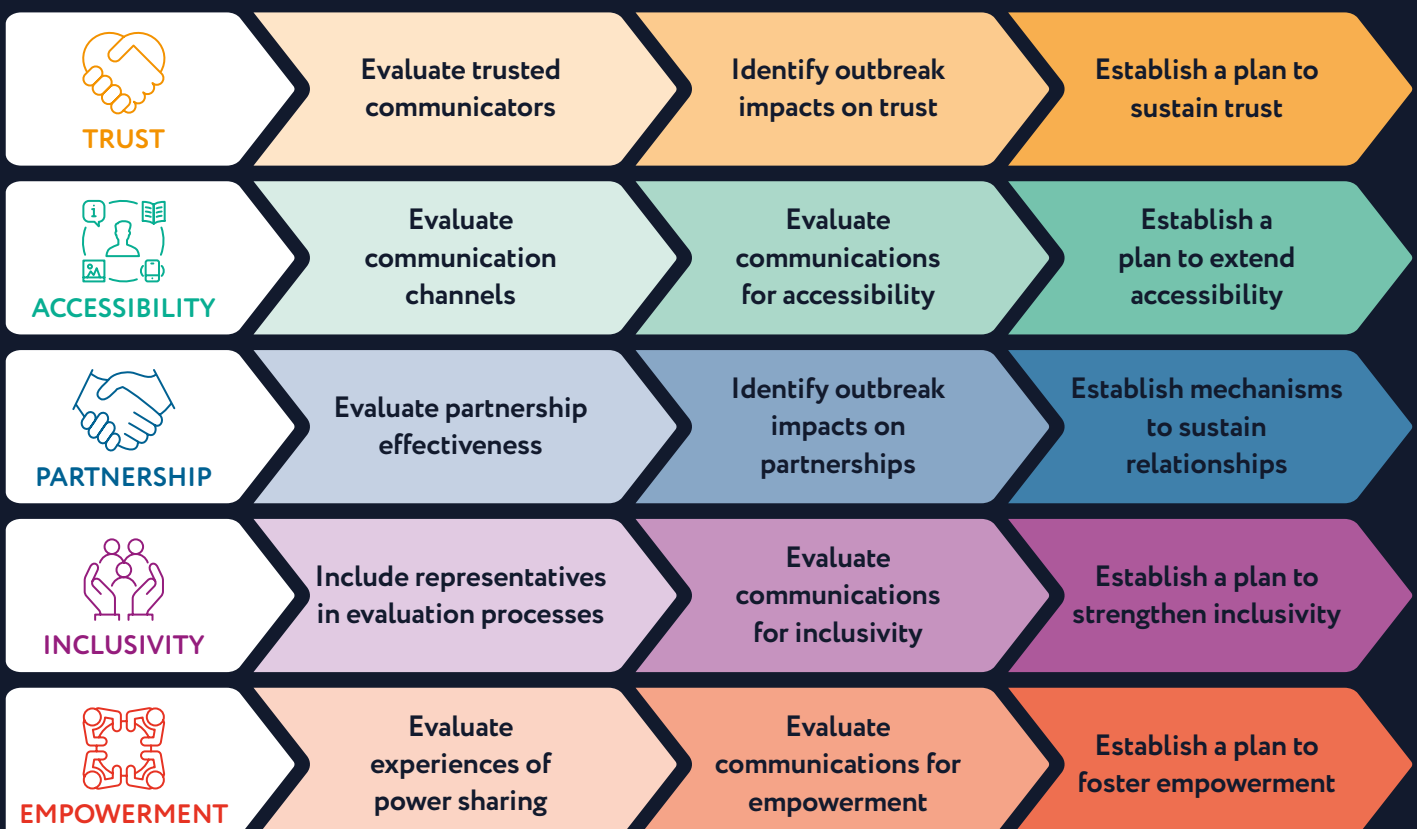 TRUST
Evaluate trusted
communicators
Identify outbreak
impacts on trust
Establish a plan to
sustain trust
i
ACCESSIBILITY
Evaluate
communication
channels
Evaluate
communications
for accessibility
Establish a
plan to extend
accessibility
PARTNERSHIP
Evaluate partnership
effectiveness
Identify outbreak
impacts on
partnerships
Establish mechanisms
to sustain
relationships
INCLUSIVITY
Include representatives
in evaluation processes
Evaluate
communications
for inclusivity
Establish a plan to
strengthen inclusivity
EMPOWERMENT
Evaluate
experiences of
power sharing
Evaluate
communications for
empowerment
Establish a plan to
foster empowerment